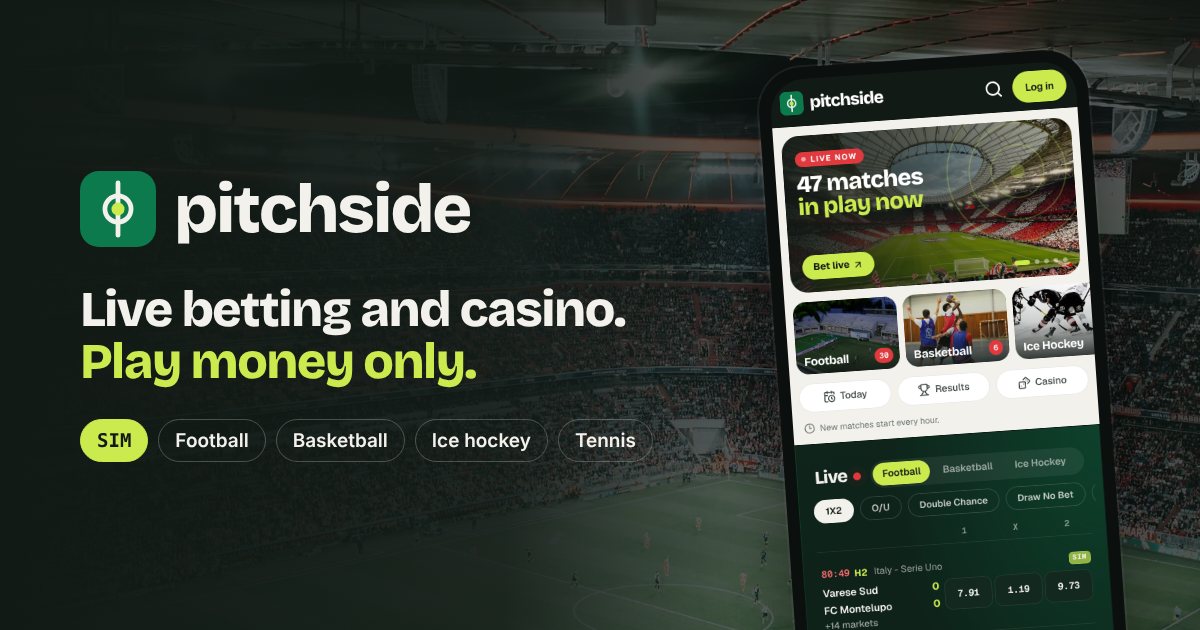 pitchside
Live betting and casino.
Play money only.
SIM
Football
Basketball
Ice hockey
Tennis
pitchside
Log in
LIVE NOW
47 matches
in play now
Bet live
Football
30
Basketball
6
Ice Hockey
Today
Results
Casino
New matches start every hour.
Live
Football
Basketball
Ice Hockey
1X2
O/U
Double Chance
Draw No Bet
1
X
2
80:49 H2 Italy - Serie Uno
SIM
Varese Sud
0
FC Montelupo
0
7.91
1.19
9.73
+14 markets